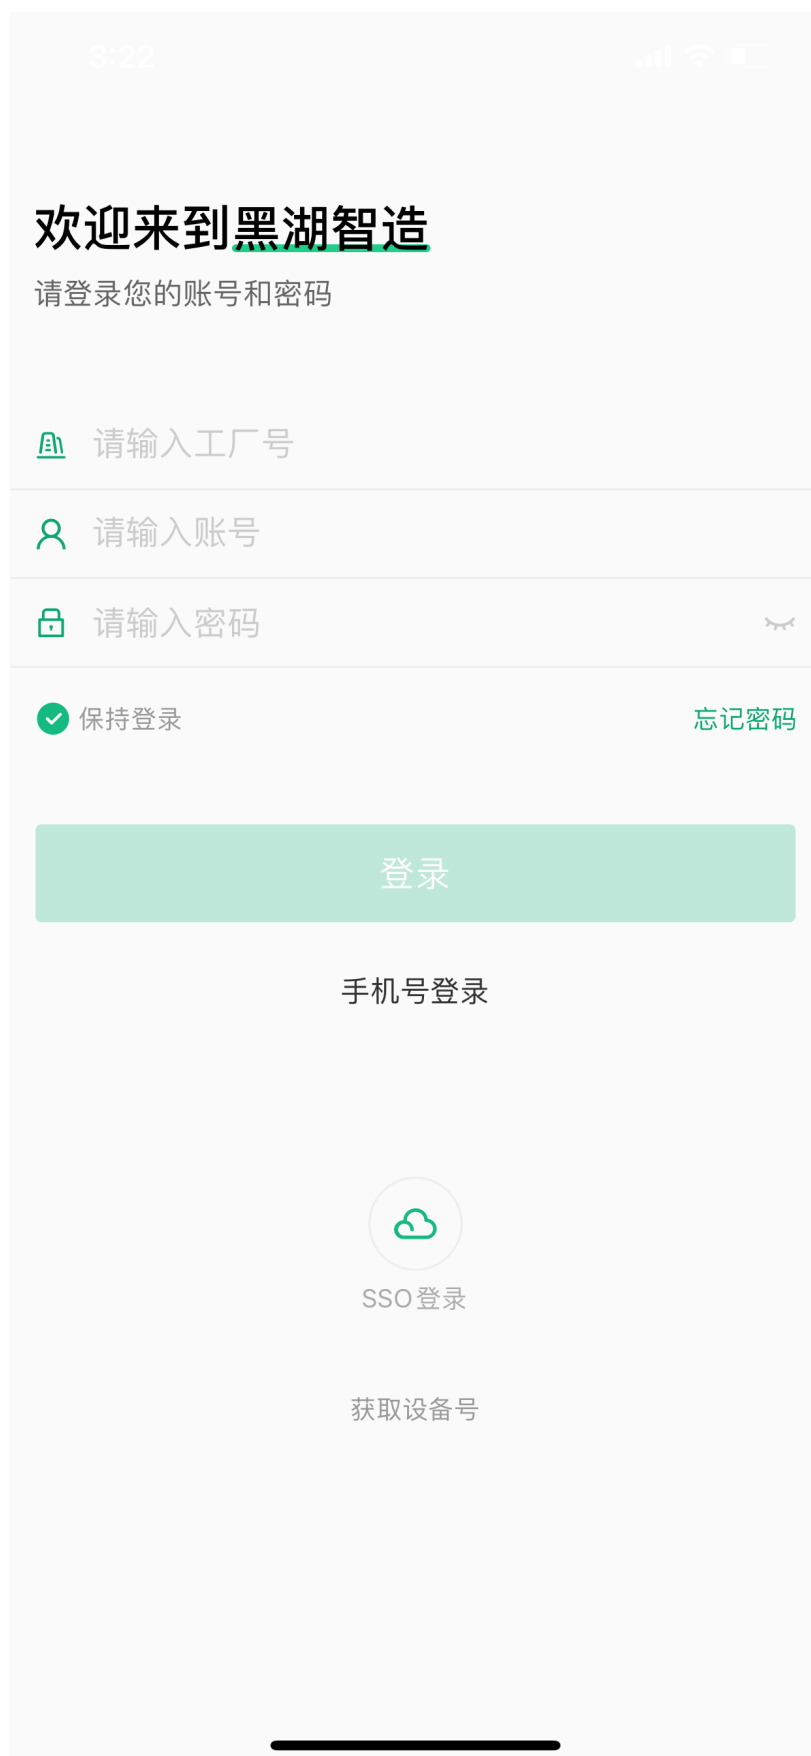 3:22
欢迎来到黑湖智造
请登录您的账号和密码
请输入工厂号
请输入账号
请输入密码
保持登录 忘记密码
登录
手机号登录
SSO登录
获取设备号